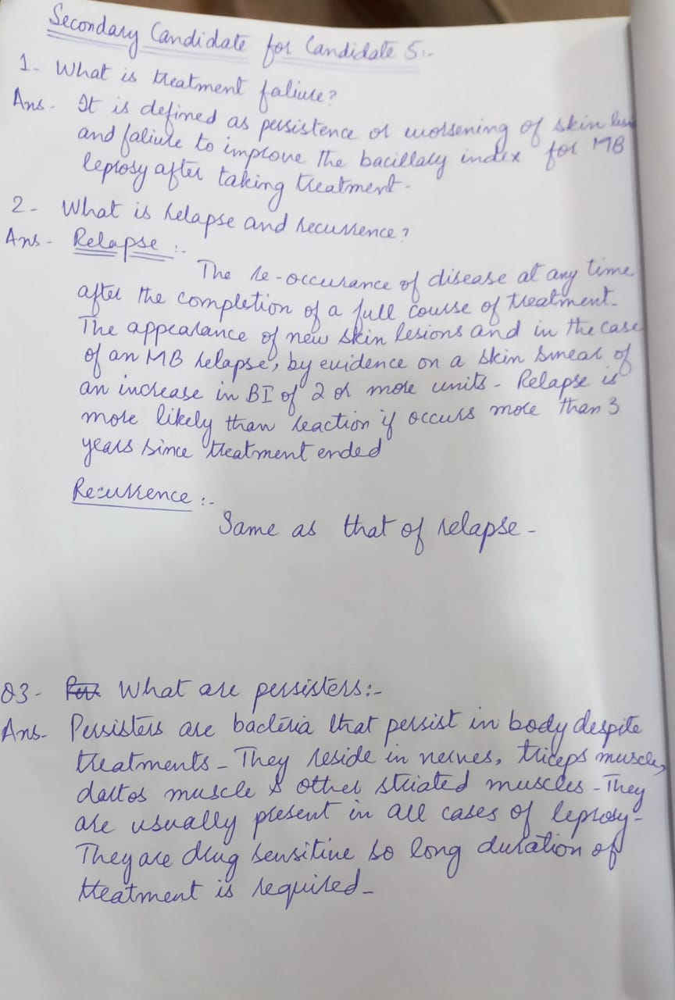 Secondary Candidate for Candidate 5:-
1- What is treatment faliure?
Ans- It is defined as persistence or worsening of skin
and faliure to improve the bacillary index for MB
leprosy after taking treatment-
2- What is relapse and recurrence?
Ans- Relapse :-
The re-occurance of disease at any time
after the completion of a full course of treatment-
The appearance of new skin lesions and in the case
of an MB relapse, by evidence on a skin smear of
an increase in BI of 2 or more units- Relapse is
more likely than reaction if occurs more than 3
years since treatment ended
Recurrence :-
Same as that of relapse-
Q3- What are persisters:-
Ans- Persisters are bacteria that persist in body despite
treatments- They reside in nerves, triceps muscle,
dartos muscle & other striated muscles- They
are usually present in all cases of leprosy-
They are drug sensitive so long duration of
treatment is required-